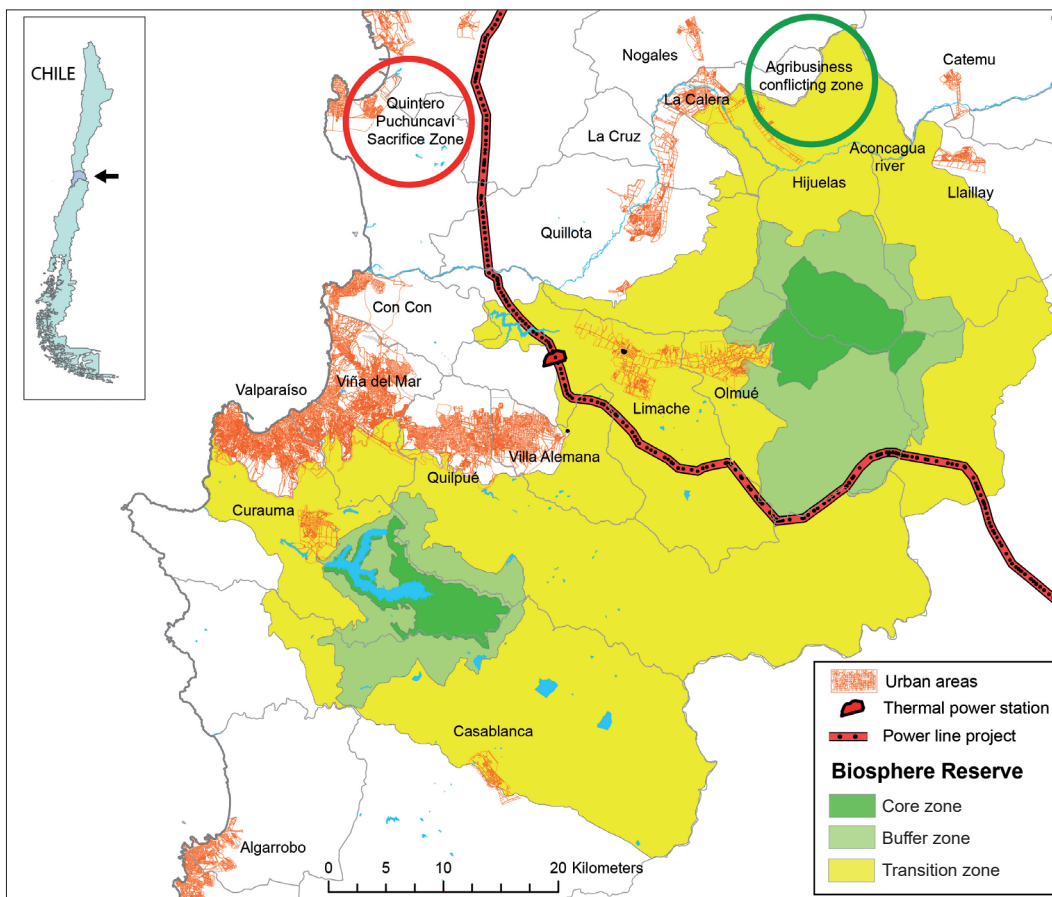 CHILE
Quintero
Puchuncaví
Sacrifice Zone
Nogales
La Calera
Agribusiness
conflicting zone
Catemu
La Cruz
Aconcagua
river
Hijuelas
Llaillay
Quillota
Con Con
Valparaíso
Viña del Mar
Limache
Olmué
Villa Alemana
Quilpué
Curauma
Casablanca
Algarrobo
0 5 10 20 Kilometers
Urban areas
Thermal power station
Power line project
Biosphere Reserve
Core zone
Buffer zone
Transition zone